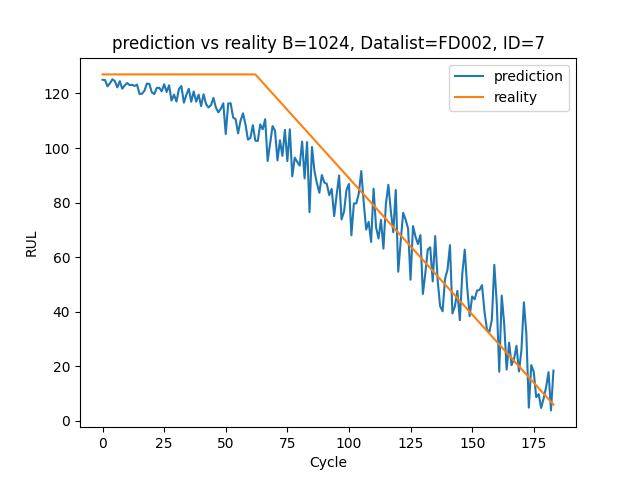 prediction vs reality B=1024, Datalist=FD002, ID=7
prediction
reality
RUL
120
100
80
60
40
20
0
0 25 50 75 100 125 150 175
Cycle